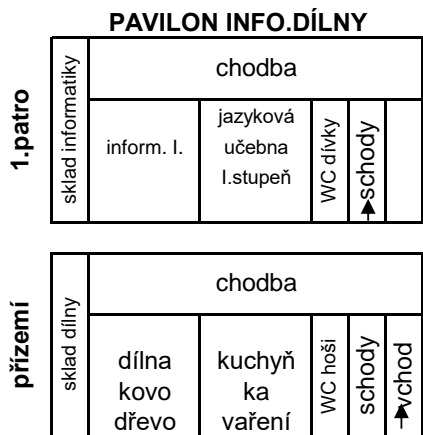 PAVILON INFO.DÍLNY
1.patro
sklad informatiky
chodba
inform. I.
jazyková
učebna
I.stupeň
WC dívky
schody
přízemí
sklad dílny
chodba
dílna
kovo
dřevo
kuchyň
ka
vaření
WC hoši
schody
vchod